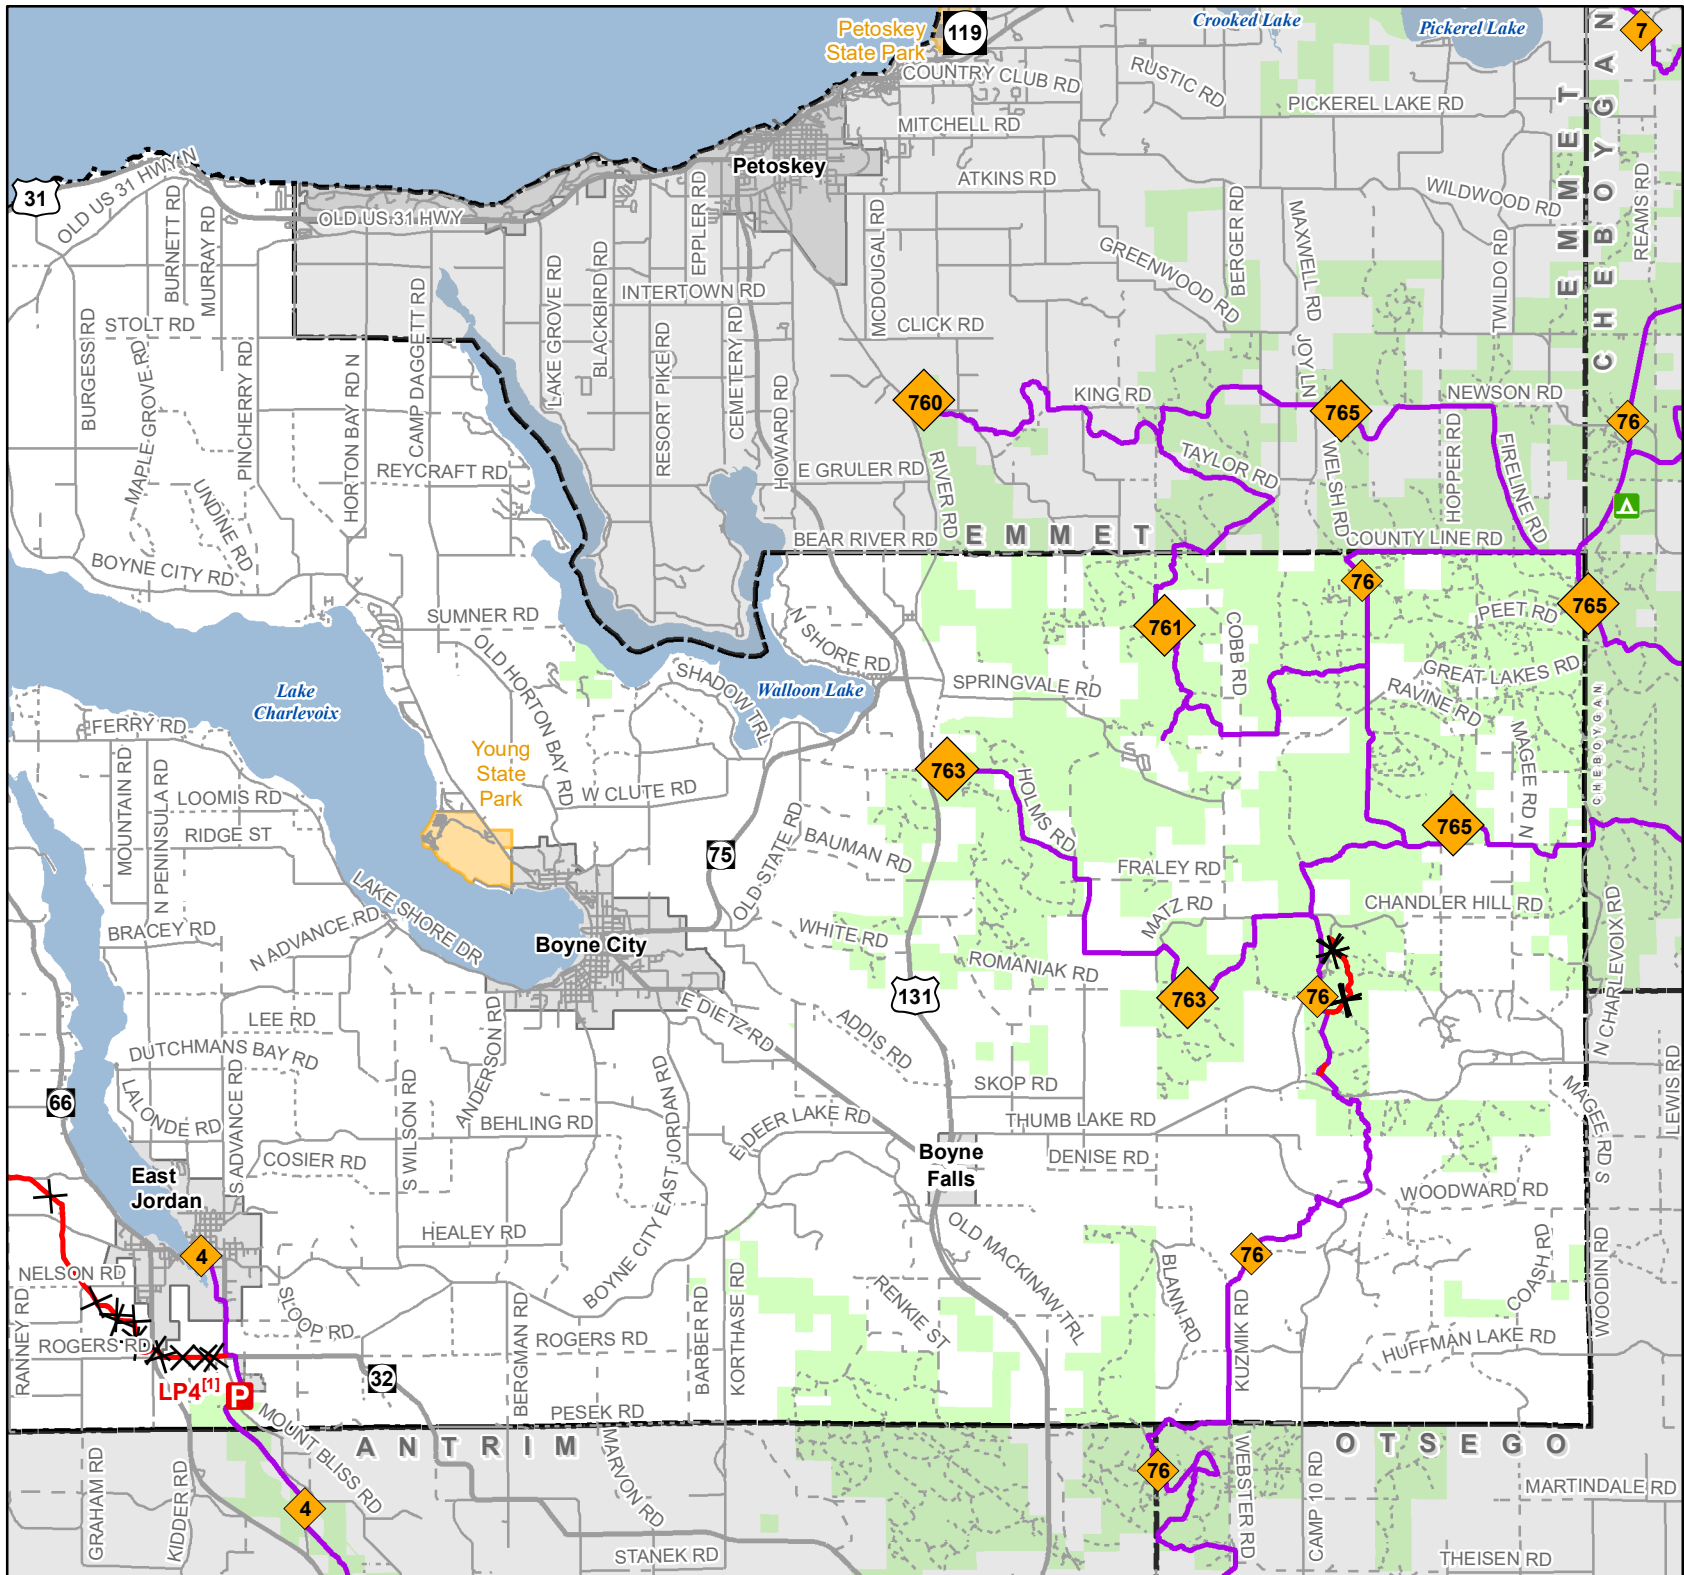 Petoskey
State Park
119
Crooked Lake
Pickerel Lake
7
COUNTRY CLUB RD
RUSTIC RD
PICKEREL LAKE RD
MITCHELL RD
Petoskey
ATKINS RD
WILDWOOD RD
EMMET
CHEBOYGAN
REAMS RD
31
OLD US 31 HWY N
OLD US 31 HWY
BURNETT RD
MURRAY RD
EPPLER RD
MCDOUGAL RD
GREENWOOD RD
BERGER RD
MAXWELL RD
TWILDO RD
INTERTOWN RD
LAKE GROVE RD
BLACKBIRD RD
CAMP DAGGETT RD
STOLT RD
BURGESS RD
MAPLE GROVE RD
PINCHERRY RD
HORTON BAY RD N
RESORT PIKE RD
CEMETERY RD
HOWARD RD
CLICK RD
JOY LN
760
KING RD
765
NEWSON RD
76
REYCRAFT RD
UNDINE RD
E GRULER RD
RIVER RD
TAYLOR RD
WELSH RD
HOPPER RD
FIRELINE RD
BEAR RIVER RD
EMMET
COUNTY LINE RD
BOYNE CITY RD
SUMNER RD
OLD HORTON BAY RD
N SHORE RD
761
COBB RD
76
PEET RD
765
GREAT LAKES RD
RAVINE RD
MAGEE RD N
CHEBOYGAN
SHADOW TRL
Walloon Lake
SPRINGVALE RD
Lake
Charlevoix
FERRY RD
MOUNTAIN RD
N PENINSULA RD
LOOMIS RD
RIDGE ST
Young
State
Park
W CLUTE RD
763
HOLMS RD
765
75
OLD STATE RD
BAUMAN RD
FRALEY RD
MATZ RD
CHANDLER HILL RD
LAKE SHORE DR
N ADVANCE RD
BRACEY RD
Boyne City
WHITE RD
ROMANIAK RD
N CHARLEVOIX RD
131
763
76
E DIETZ RD
ADDIS RD
LEE RD
DUTCHMANS BAY RD
ANDERSON RD
S ADVANCE RD
S WILSON RD
66
LALONDE RD
BEHLING RD
BOYNE CITY EAST JORDAN RD
E DEER LAKE RD
SKOP RD
THUMB LAKE RD
MAGEE RD S
LEWIS RD
COSIER RD
Boyne
Falls
DENISE RD
WOODWARD RD
East
Jordan
HEALEY RD
OLD MACKINAW TRL
4
76
BLANN RD
COASH RD
WOODIN RD
NELSON RD
SLOOP RD
RENKIE ST
KUZMIK RD
RANNEY RD
ROGERS RD
BERGMAN RD
ROGERS RD
BARBER RD
KORTHASE RD
HUFFMAN LAKE RD
32
LP4[1]
P
PESEK RD
MOUNT BLISS RD
ANTRIM
OTSEGO
GRAHAM RD
KIDDER RD
MARVON RD
76
WEBSTER RD
CAMP 10 RD
MARTINDALE RD
4
STANEK RD
THEISEN RD